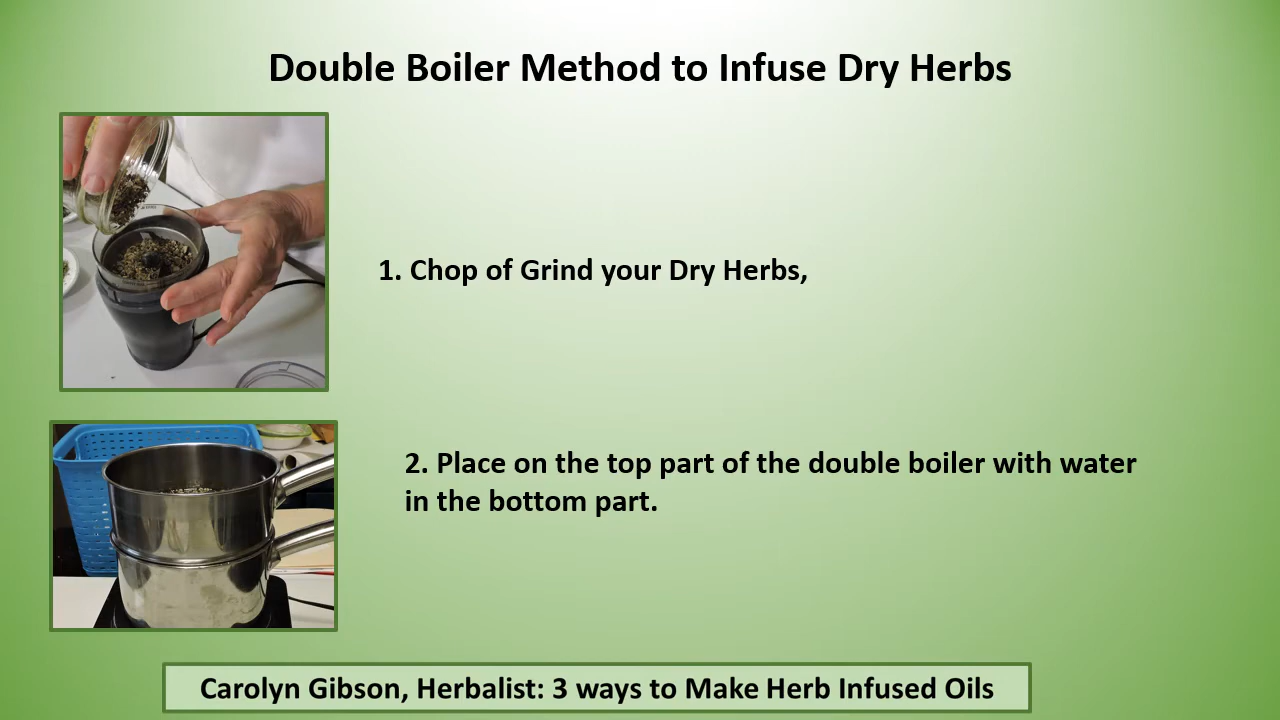 Double Boiler Method to Infuse Dry Herbs
1. Chop of Grind your Dry Herbs,
2. Place on the top part of the double boiler with water
in the bottom part.
Carolyn Gibson, Herbalist: 3 ways to Make Herb Infused Oils